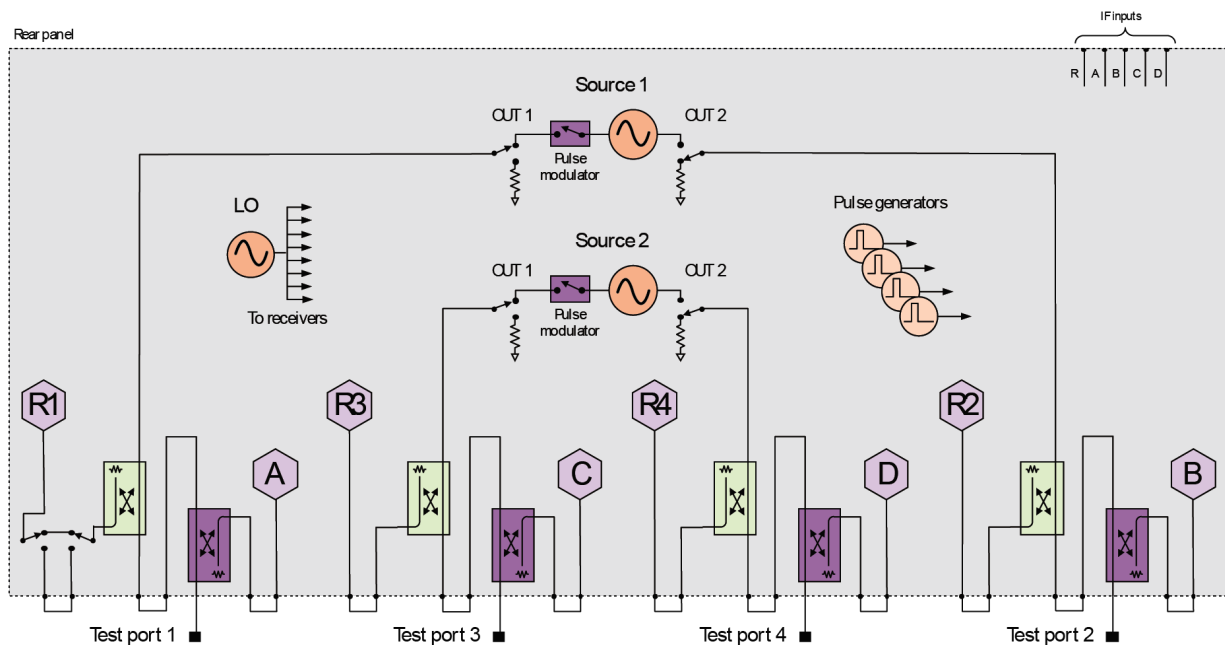 IF inputs
Rear panel
R A B C D
Source 1
OUT 1
OUT 2
Pulse
modulator
LO
To receivers
Pulse generators
Source 2
OUT 1
OUT 2
Pulse
modulator
R1
R3
R4
R2
A
C
D
B
Test port 1
Test port 3
Test port 4
Test port 2